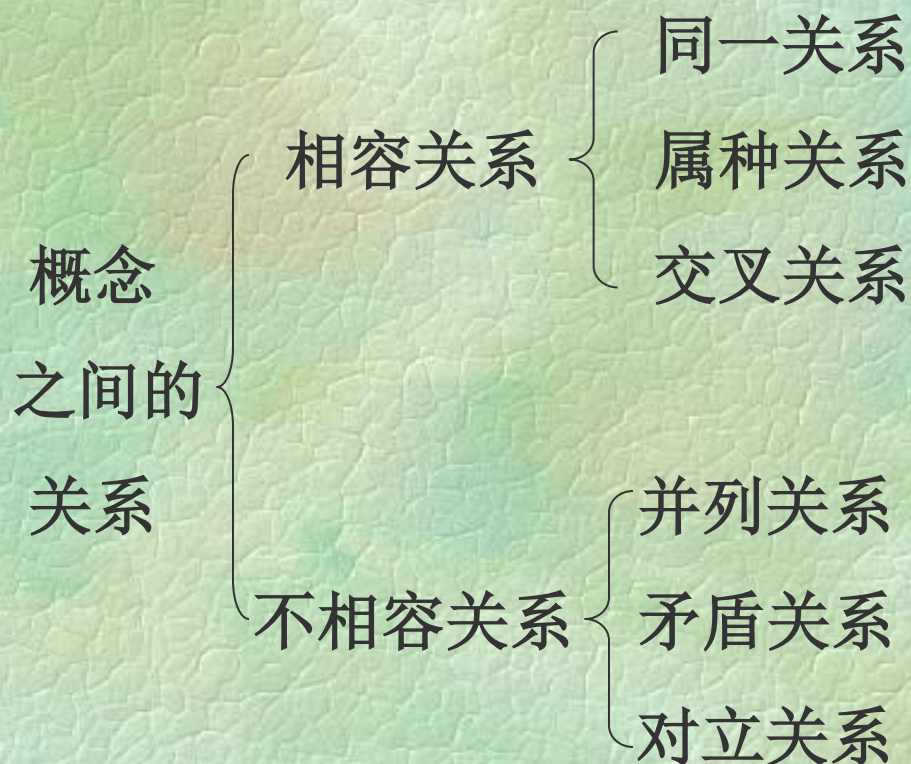 概念
之间的
关系
相容关系
同一关系
属种关系
交叉关系
不相容关系
并列关系
矛盾关系
对立关系